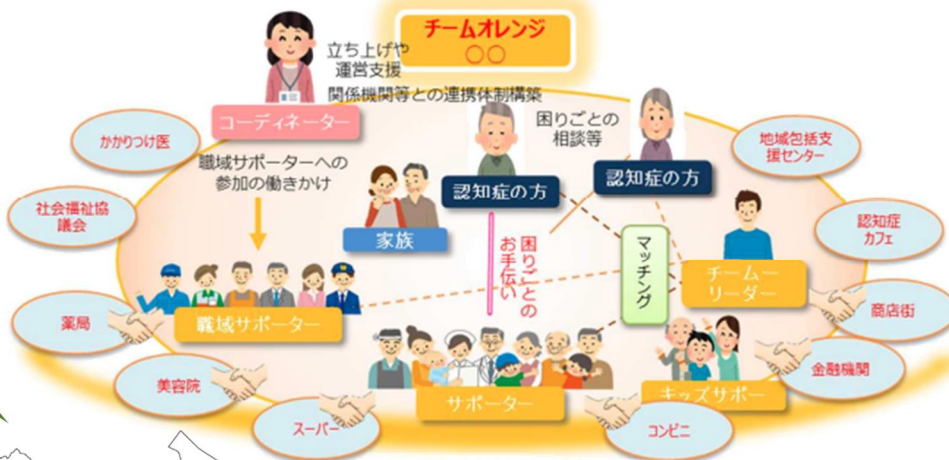 チームオレンジ
○○
立ち上げや
運営支援
関係機関等との連携体制構築
コーディネーター
困りごとの
相談等
かかりつけ医
地域包括支
援センター
職域サポーターへの
参加の働きかけ
認知症の方
認知症の方
社会福祉協
議会
家族
認知症
カフェ
困りごとの
お手伝い
マッチング
チームー
リーダー
薬局
職域サポーター
商店街
美容院
サポーター
キッズサポー
金融機関
スーパー
コンビニ